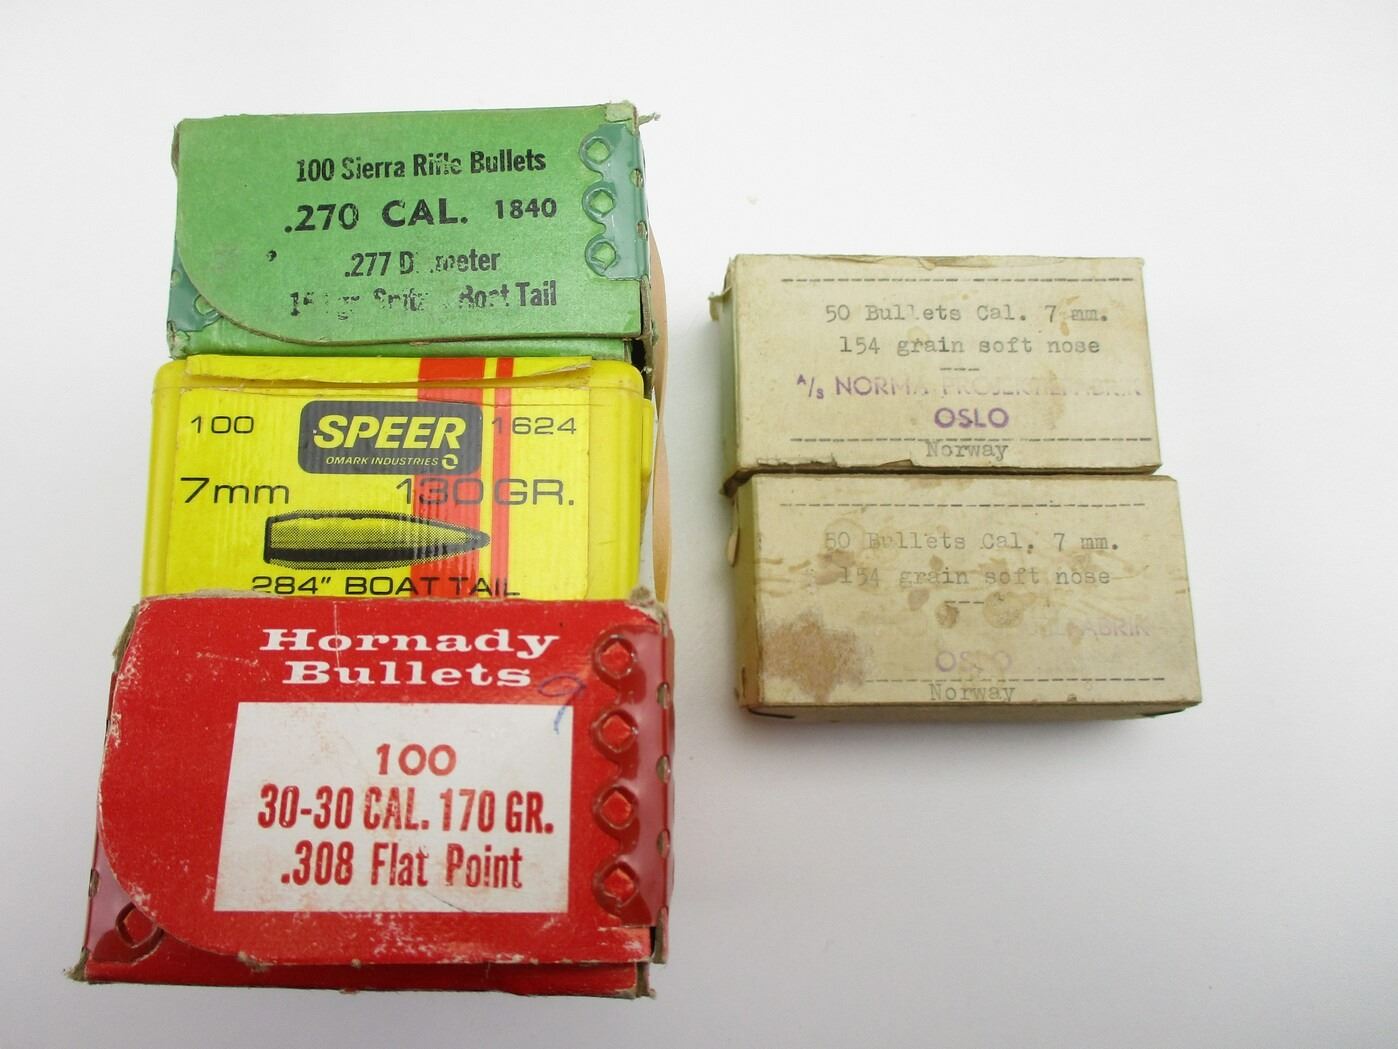 100 Sierra Rifle Bullets
.270 CAL. 1840
.277
Boat Tail
100 SPEER 1624
OMARK INDUSTRIES
7mm 130 GR.
284" BOAT TAIL
Hornady
Bullets
9
100
30-30 CAL. 170 GR.
.308 Flat Point
50 Bullets Cal. 7 mm.
154 grain soft nose
A/S NORMA PROJEKTILFABRIK
OSLO
Norway
50 Bullets Cal. 7 mm.
154 grain soft nose
OSLO
Norway